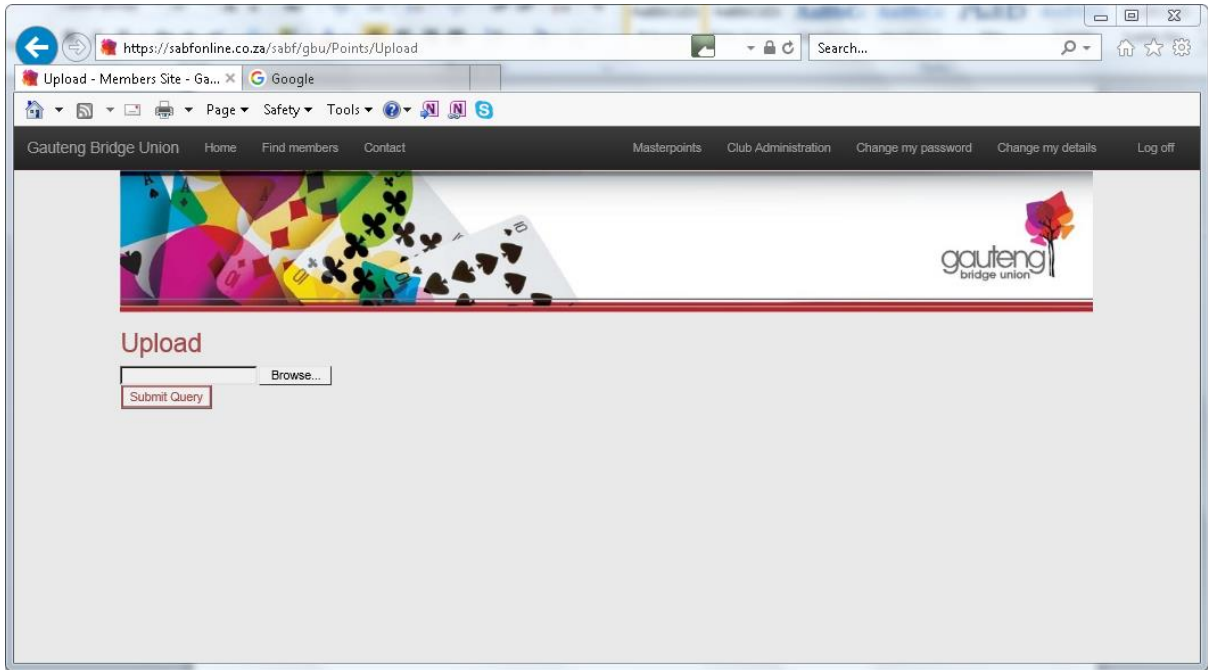 https://sabfonline.co.za/sabf/gbu/Points/Upload
Search...
Upload - Members Site - Ga...
Google
Page
Safety
Tools
Gauteng Bridge Union
Home
Find members
Contact
Masterpoints
Club Administration
Change my password
Change my details
Log off
gauteng
bridge union
Upload
Browse...
Submit Query